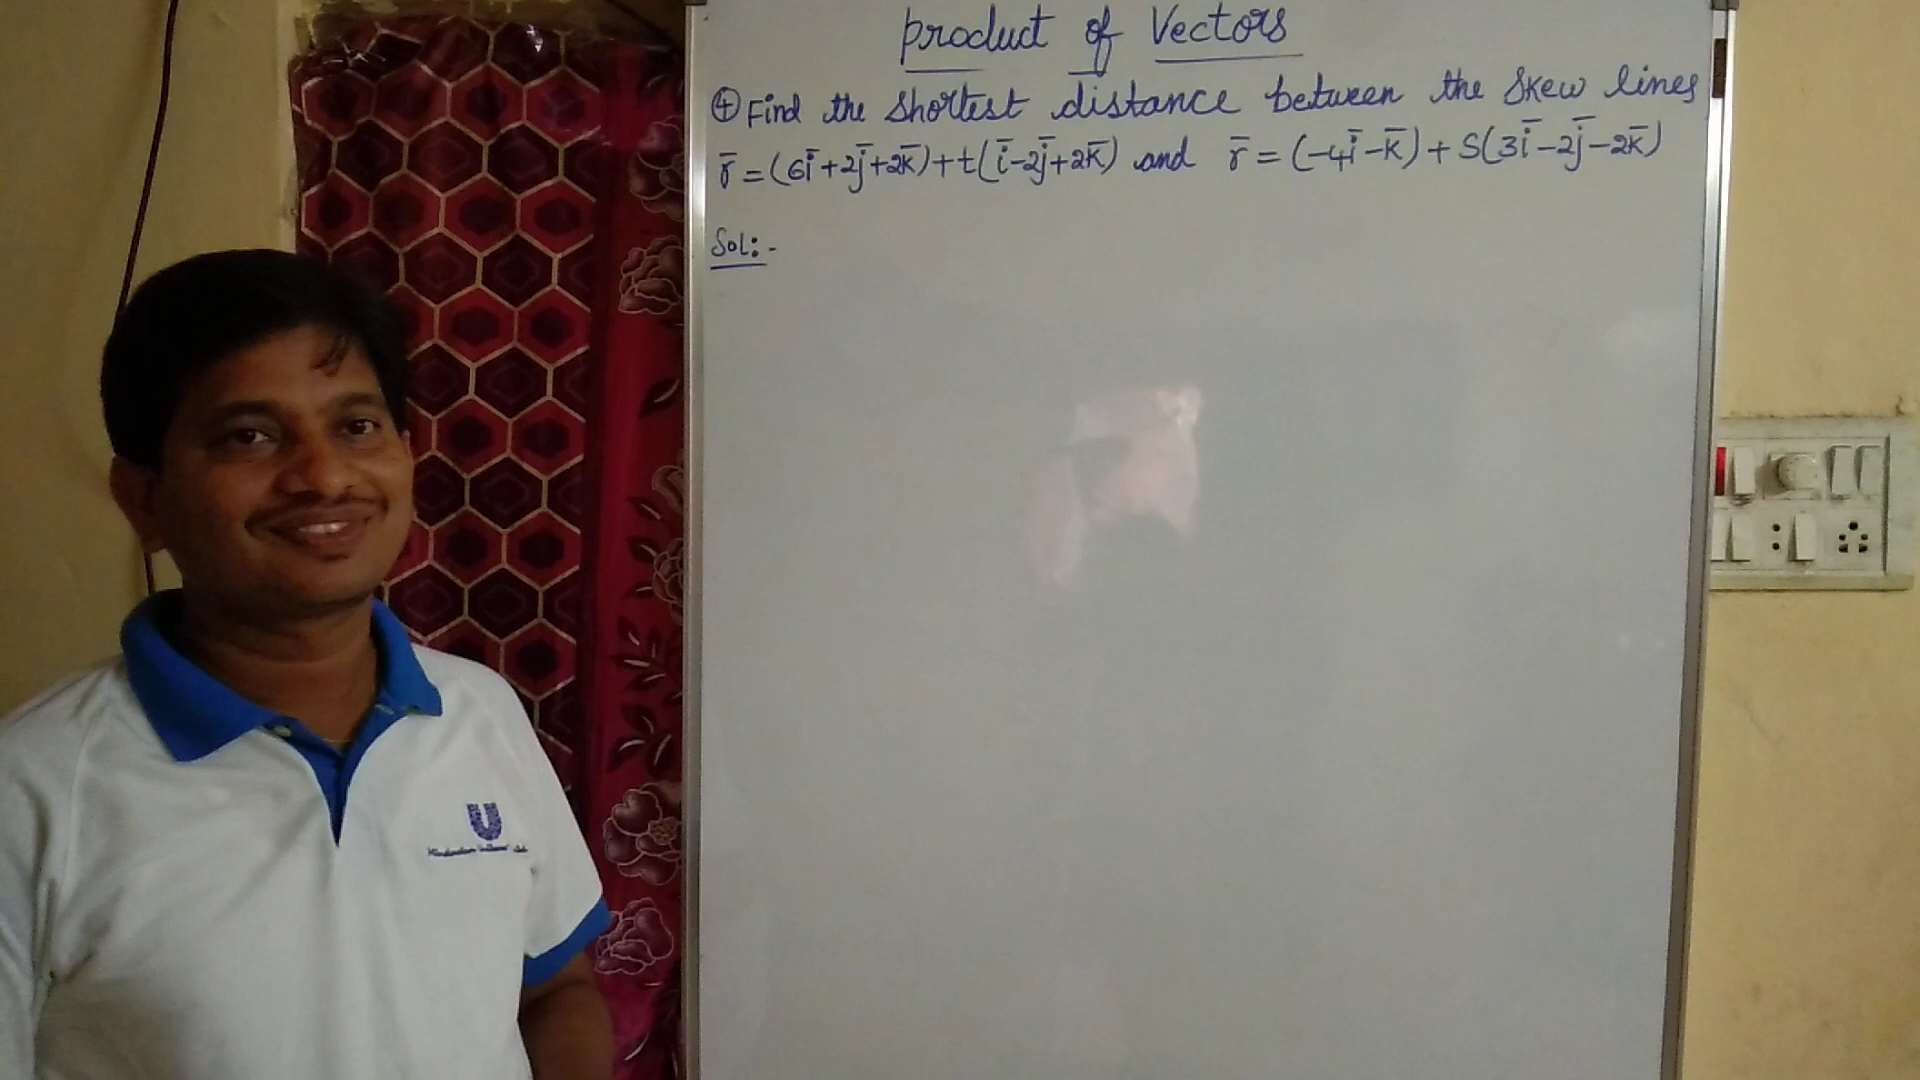 product of Vectors
④ Find the shortest distance between the skew lines
r̄ = (6ī+2j̄+2k̄)+t(ī-2j̄+2k̄) and r̄ = (-4ī-k̄)+s(3ī-2j̄-2k̄)
Sol:-
U